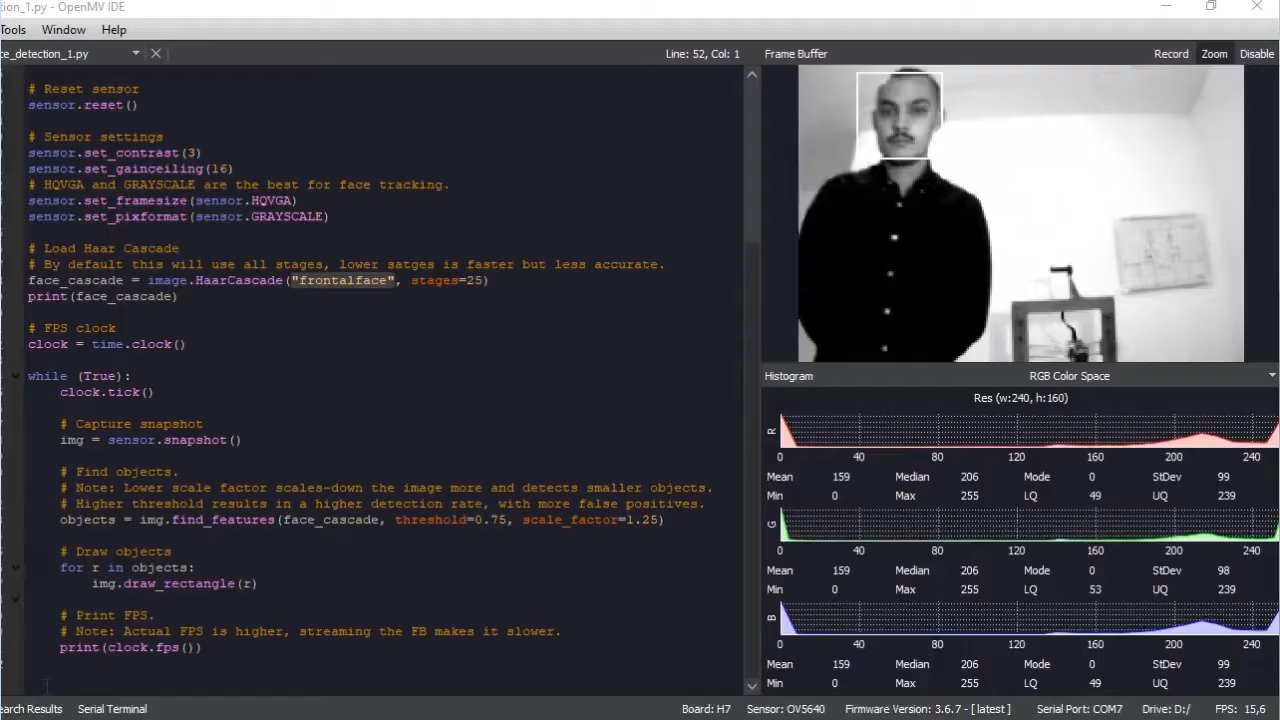 tion_1.py - OpenMV IDE
Tools Window Help
ce_detection_1.py Line: 52, Col: 1 Frame Buffer Record Zoom Disable
# Reset sensor
sensor.reset()
# Sensor settings
sensor.set_contrast(3)
sensor.set_gainceiling(16)
# HQVGA and GRAYSCALE are the best for face tracking.
sensor.set_framesize(sensor.HQVGA)
sensor.set_pixformat(sensor.GRAYSCALE)
# Load Haar Cascade
# By default this will use all stages, lower satges is faster but less accurate.
face_cascade = image.HaarCascade("frontalface", stages=25)
print(face_cascade)
# FPS clock
clock = time.clock()
while (True):
clock.tick()
# Capture snapshot
img = sensor.snapshot()
# Find objects.
# Note: Lower scale factor scales-down the image more and detects smaller objects.
# Higher threshold results in a higher detection rate, with more false positives.
objects = img.find_features(face_cascade, threshold=0.75, scale_factor=1.25)
# Draw objects
for r in objects:
img.draw_rectangle(r)
# Print FPS.
# Note: Actual FPS is higher, streaming the FB makes it slower.
print(clock.fps())
Histogram RGB Color Space
Res (w:240, h:160)
R
0 40 80 120 160 200 240
Mean 159 Median 206 Mode 0 StDev 99
Min 0 Max 255 LQ 49 UQ 239
G
0 40 80 120 160 200 240
Mean 159 Median 206 Mode 0 StDev 98
Min 0 Max 255 LQ 53 UQ 239
B
0 40 80 120 160 200 240
Mean 159 Median 206 Mode 0 StDev 99
Min 0 Max 255 LQ 49 UQ 239
earch Results Serial Terminal Board: H7 Sensor: OV5640 Firmware Version: 3.6.7 - [ latest ] Serial Port: COM7 Drive: D:/ FPS: 15,6